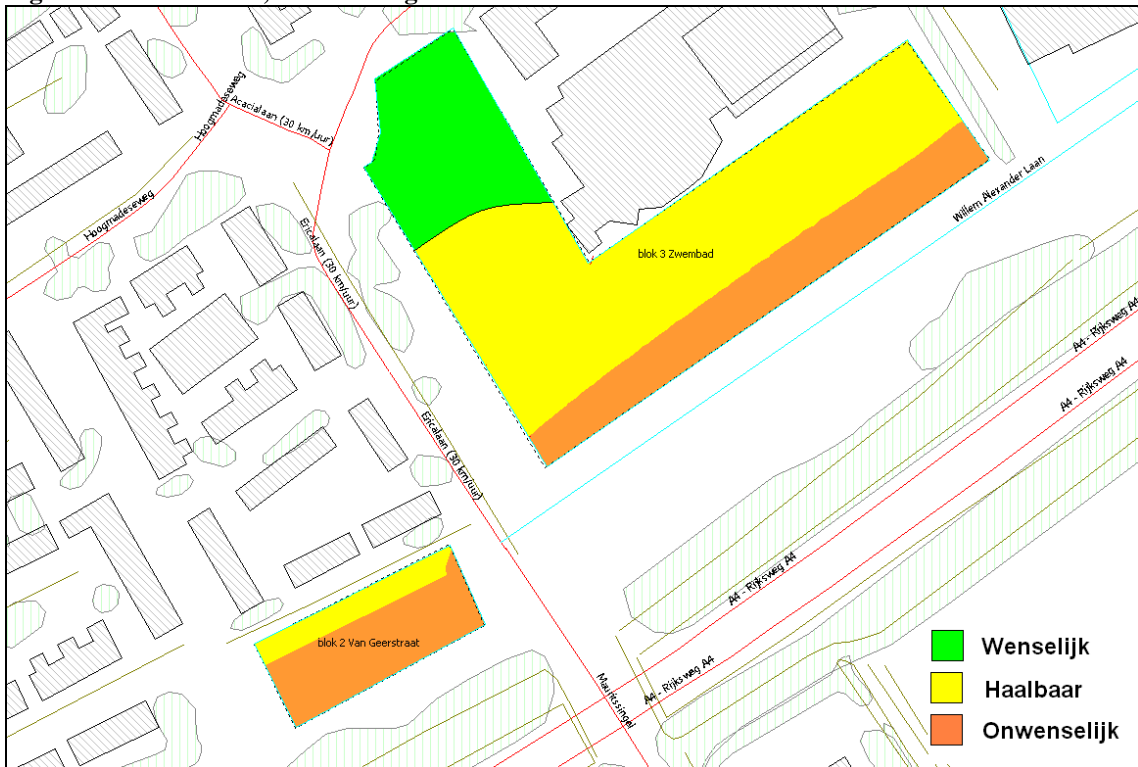 Hoogmadeseweg
Acacialaan (30 km/uur)
Hoogmadeseweg
Ericalaan (30 km/uur)
Willem Alexander Laan
blok 3 Zwembad
A4 - Rijksweg A4
A4 - Rijksweg A4
Ericalaan (30 km/uur)
A4 - Rijksweg A4
blok 2 Van Geerstraat
A4 - Rijksweg A4
Mauritssingel
Wenselijk
Haalbaar
Onwenselijk